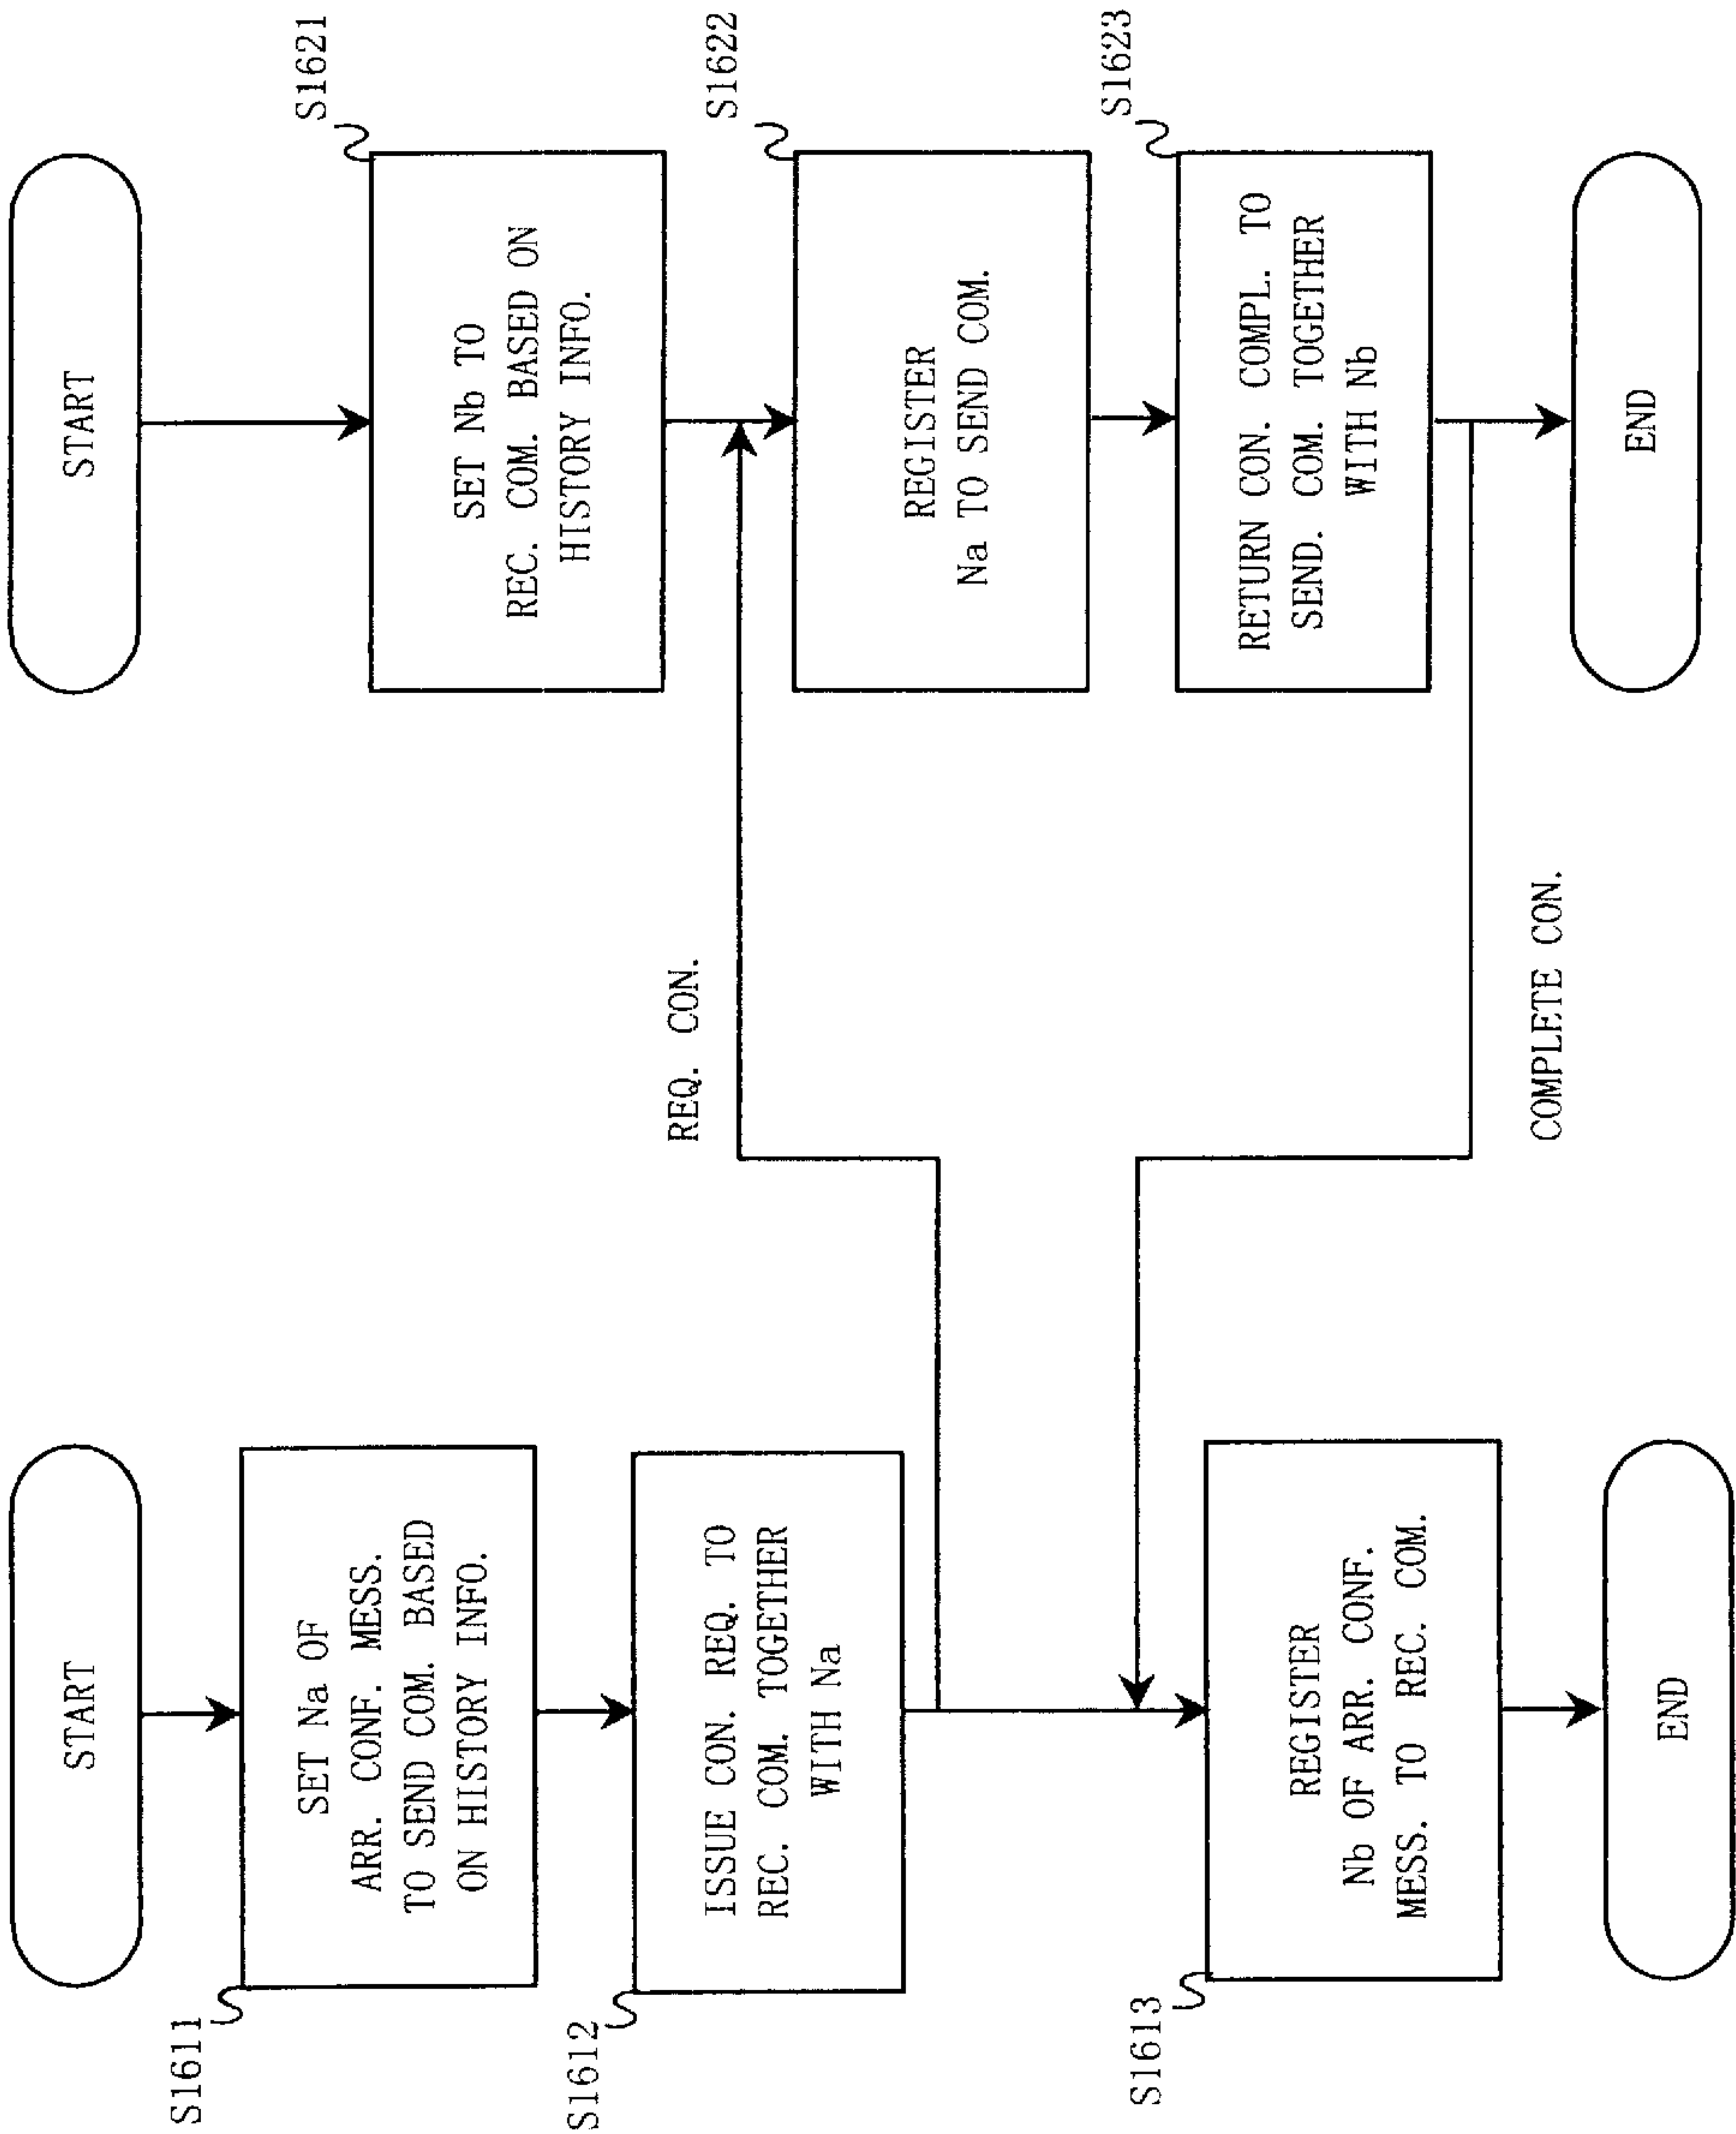 START
S1611
SET Na OF
ARR. CONF. MESS.
TO SEND COM. BASED
ON HISTORY INFO.
S1612
ISSUE CON. REQ. TO
REC. COM. TOGETHER
WITH Na
S1613
REGISTER
Nb OF ARR. CONF.
MESS. TO REC. COM.
END
REQ. CON.
COMPLETE CON.
START
S1621
SET Nb TO
REC. COM. BASED ON
HISTORY INFO.
S1622
REGISTER
Na TO SEND COM.
S1623
RETURN CON. COMPL. TO
SEND. COM. TOGETHER
WITH Nb
END